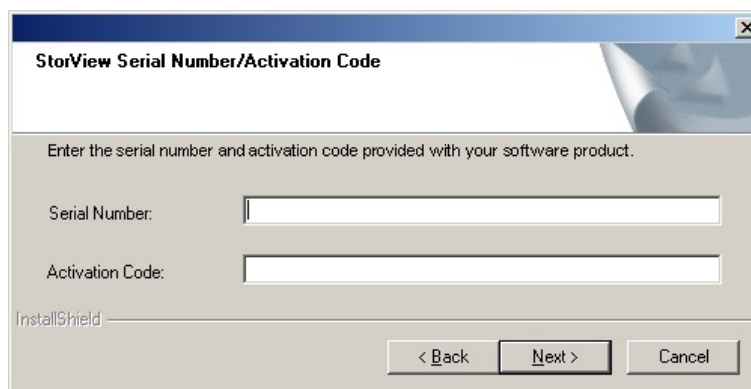 StorView Serial Number/Activation Code
Enter the serial number and activation code provided with your software product.
Serial Number:
Activation Code:
InstallShield
< Back
Next >
Cancel